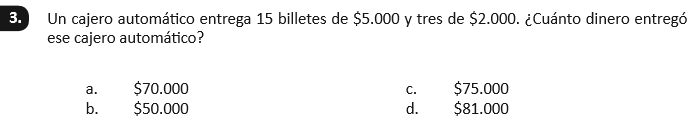 3. Un cajero automático entrega 15 billetes de $5.000 y tres de $2.000. ¿Cuánto dinero entregó
ese cajero automático?
a. $70.000 c. $75.000
b. $50.000 d. $81.000